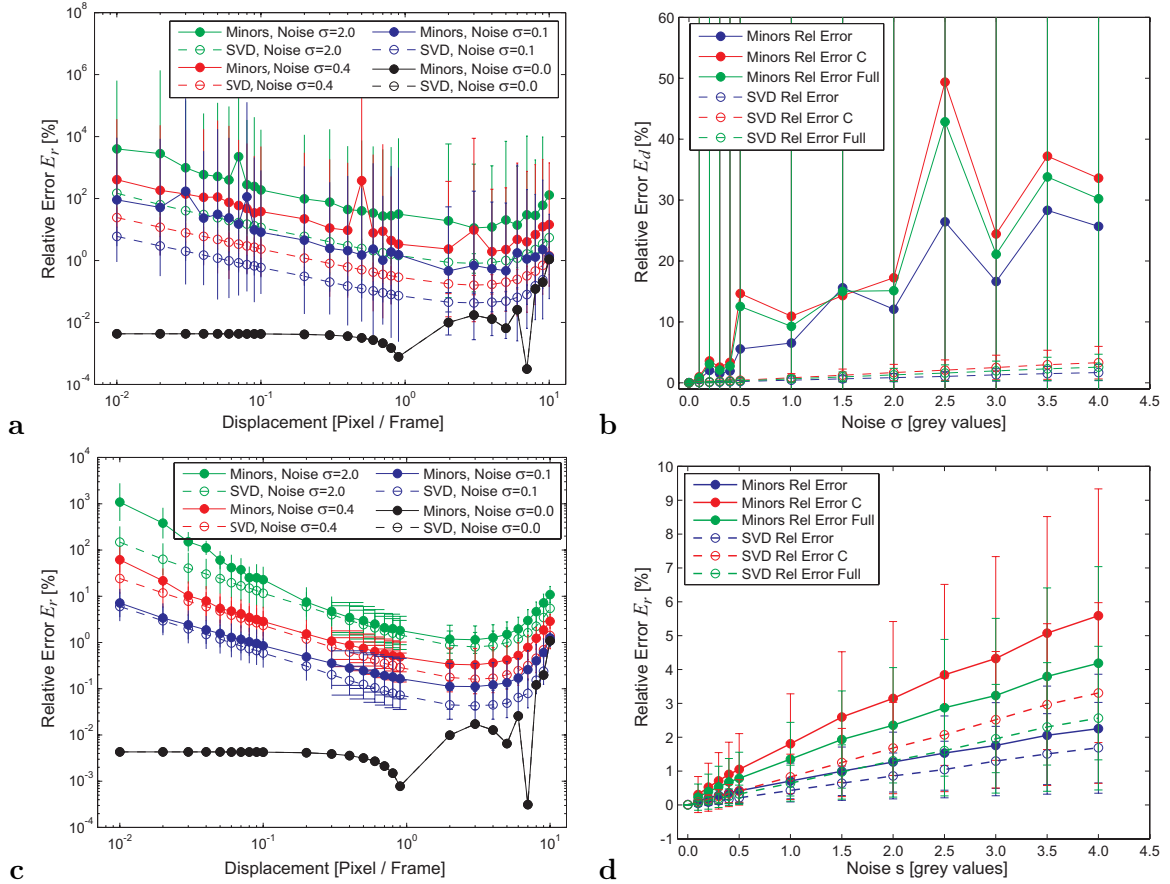 10^8
10^6
10^4
10^2
10^0
10^-2
10^-4
Relative Error E_r [%]
Minors, Noise σ=2.0
SVD, Noise σ=2.0
Minors, Noise σ=0.4
SVD, Noise σ=0.4
Minors, Noise σ=0.1
SVD, Noise σ=0.1
Minors, Noise σ=0.0
SVD, Noise σ=0.0
10^-2 10^-1 10^0 10^1
Displacement [Pixel / Frame]
a
60
50
40
30
20
10
0
Relative Error E_d [%]
Minors Rel Error
Minors Rel Error C
Minors Rel Error Full
SVD Rel Error
SVD Rel Error C
SVD Rel Error Full
0.0 0.5 1.0 1.5 2.0 2.5 3.0 3.5 4.0 4.5
Noise σ [grey values]
b
10^4
10^3
10^2
10^1
10^0
10^-1
10^-2
10^-3
10^-4
Relative Error E_r [%]
Minors, Noise σ=2.0
SVD, Noise σ=2.0
Minors, Noise σ=0.4
SVD, Noise σ=0.4
Minors, Noise σ=0.1
SVD, Noise σ=0.1
Minors, Noise σ=0.0
SVD, Noise σ=0.0
10^-2 10^-1 10^0 10^1
Displacement [Pixel / Frame]
c
10
9
8
7
6
5
4
3
2
1
0
-1
Relative Error E_r [%]
Minors Rel Error
Minors Rel Error C
Minors Rel Error Full
SVD Rel Error
SVD Rel Error C
SVD Rel Error Full
0.0 0.5 1.0 1.5 2.0 2.5 3.0 3.5 4.0 4.5
Noise s [grey values]
d